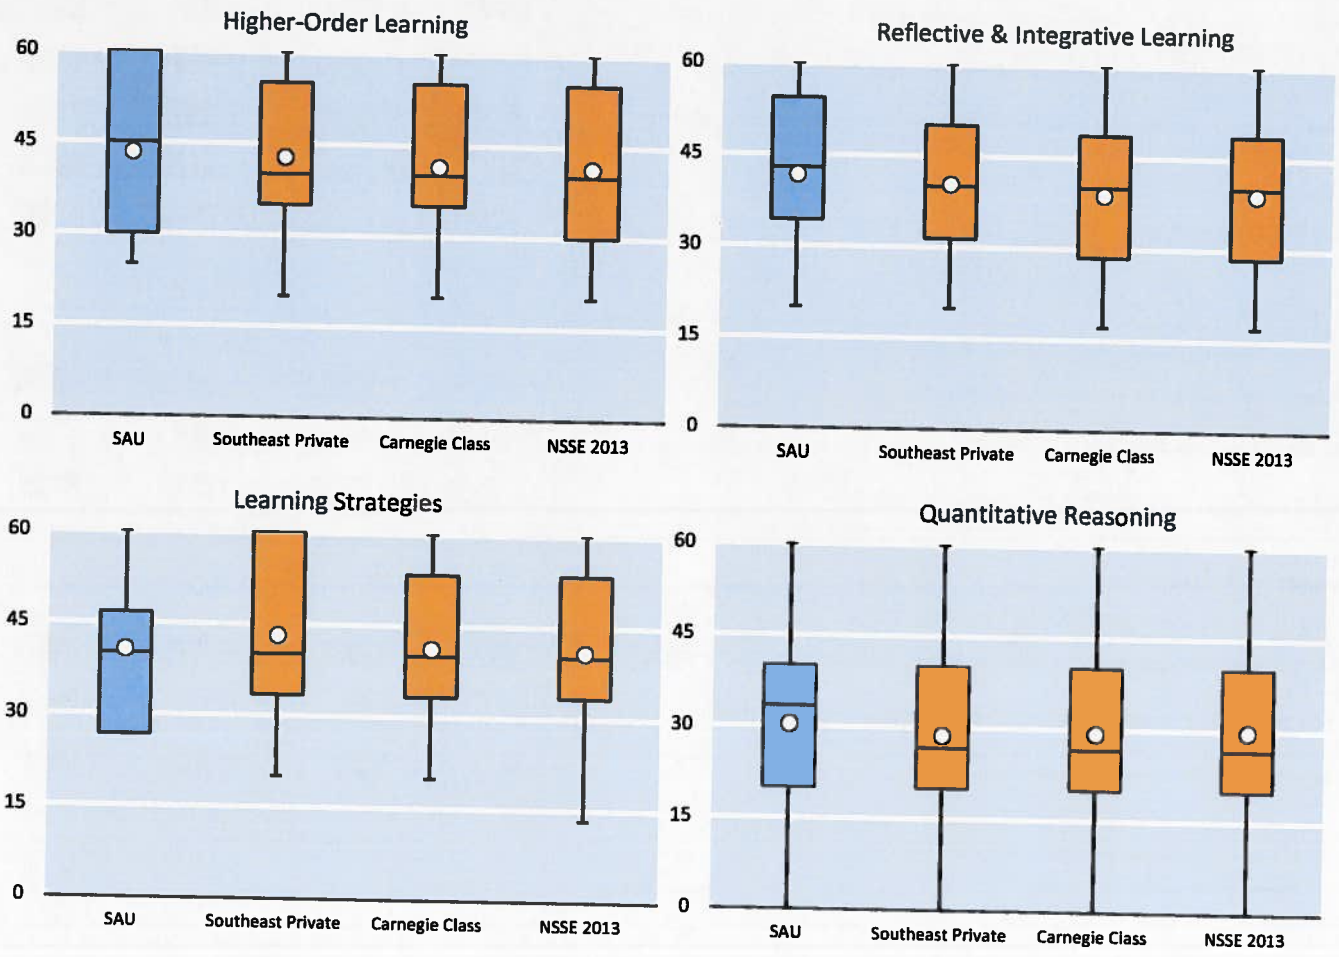 Higher-Order Learning
60
45
30
15
0
SAU Southeast Private Carnegie Class NSSE 2013
Reflective & Integrative Learning
60
45
30
15
0
SAU Southeast Private Carnegie Class NSSE 2013
Learning Strategies
60
45
30
15
0
SAU Southeast Private Carnegie Class NSSE 2013
Quantitative Reasoning
60
45
30
15
0
SAU Southeast Private Carnegie Class NSSE 2013